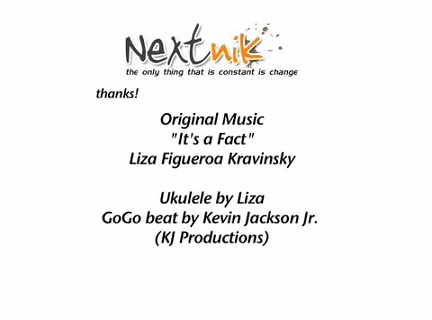 Nextnik
the only thing that is constant is change
thanks!
Original Music
"It's a Fact"
Liza Figueroa Kravinsky
Ukulele by Liza
GoGo beat by Kevin Jackson Jr.
(KJ Productions)